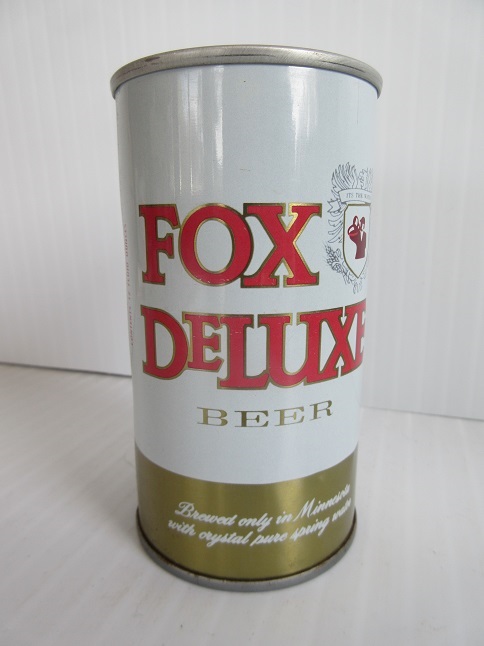 FOX
DELUXE
BEER
Brewed only in Minnesota
with crystal pure spring water